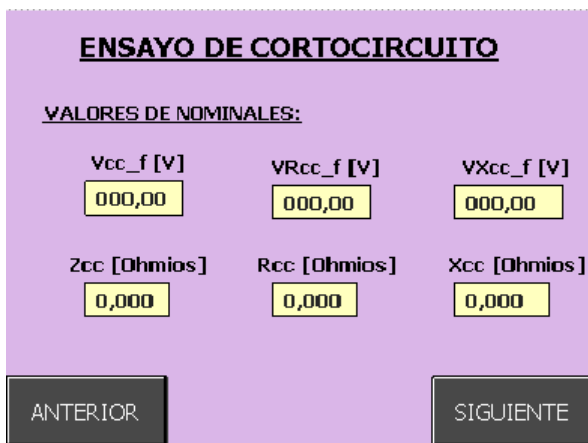 ENSAYO DE CORTOCIRCUITO
VALORES DE NOMINALES:
Vcc_f [V] VRcc_f [V] VXcc_f [V]
000,00 000,00 000,00
Zcc [Ohmios] Rcc [Ohmios] Xcc [Ohmios]
0,000 0,000 0,000
ANTERIOR SIGUIENTE